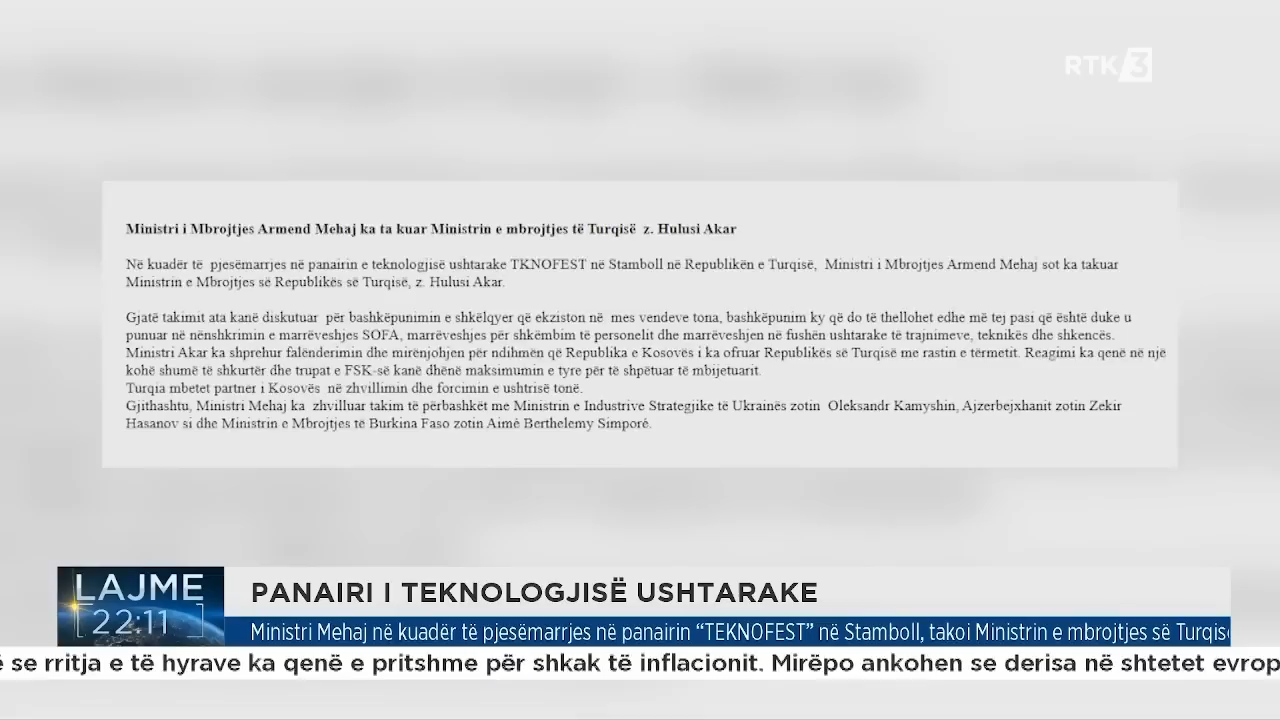 RTK 3
Ministri i Mbrojtjes Armend Mehaj ka ta kuar Ministrin e mbrojtjes të Turqisë z. Hulusi Akar
Në kuadër të pjesëmarrjes në panairin e teknologjisë ushtarake TKNOFEST në Stamboll në Republikën e Turqisë, Ministri i Mbrojtjes Armend Mehaj sot ka takuar
Ministrin e Mbrojtjes së Republikës së Turqisë, z. Hulusi Akar.
Gjatë takimit ata kanë diskutuar për bashkëpunimin e shkëlqyer që ekziston në mes vendeve tona, bashkëpunim ky që do të thellohet edhe më tej pasi që është duke u
punuar në nënshkrimin e marrëveshjes SOFA, marrëveshjes për shkëmbim të personelit dhe marrëveshjen në fushën ushtarake të trajnimeve, teknikës dhe shkencës.
Ministri Akar ka shprehur falënderimin dhe mirënjohjen për ndihmën që Republika e Kosovës i ka ofruar Republikës së Turqisë me rastin e tërmetit. Reagimi ka qenë në një
kohë shumë të shkurtër dhe trupat e FSK-së kanë dhënë maksimumin e tyre për të shpëtuar të mbijetuarit.
Turqia mbetet partner i Kosovës në zhvillimin dhe forcimin e ushtrisë tonë.
Gjithashtu, Ministri Mehaj ka zhvilluar takim të përbashkët me Ministrin e Industrive Strategjike të Ukrainës zotin Oleksandr Kamyshin, Ajzerbejxhanit zotin Zekir
Hasanov si dhe Ministrin e Mbrojtjes të Burkina Faso zotin Aimé Berthelemy Simporé.
LAJME
22:11
PANAIRI I TEKNOLOGJISË USHTARAKE
Ministri Mehaj në kuadër të pjesëmarrjes në panairin “TEKNOFEST” në Stamboll, takoi Ministrin e mbrojtjes së Turqis
ë se rritja e të hyrave ka qenë e pritshme për shkak të inflacionit. Mirëpo ankohen se derisa në shtetet evrop